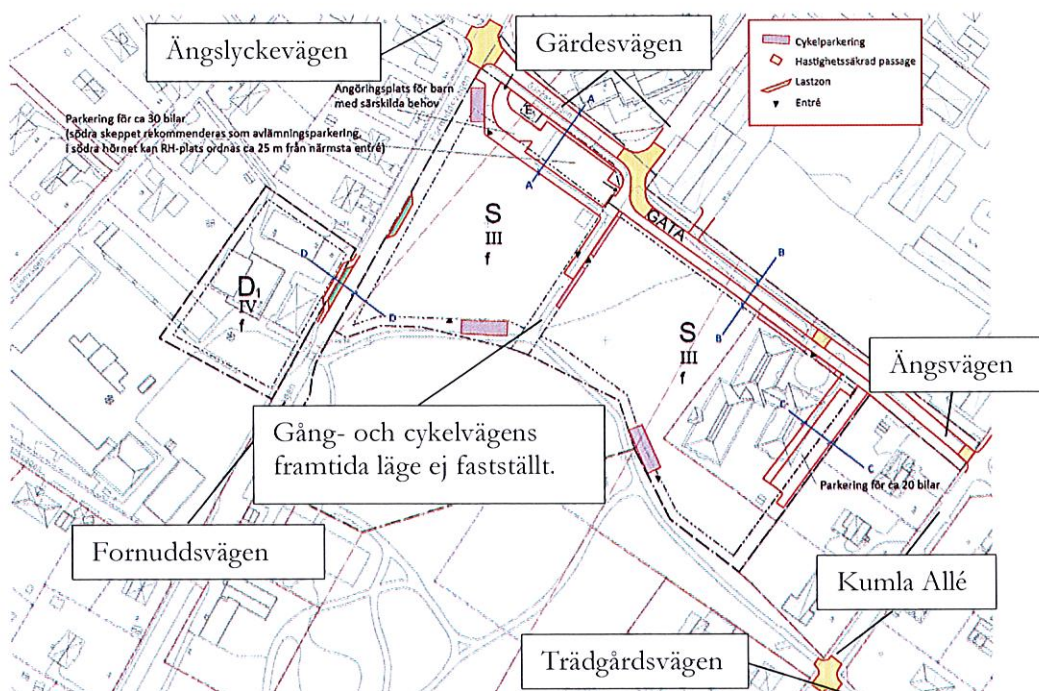 Ängslyckevägen
Gärdesvägen
Cykelparkering
Hastighetssäkrad passage
Lastzon
Entré
Angöringsplats för barn
med särskilda behov
Parkering för ca 30 bilar
(södra skeppet rekommenderas som avlämningsparkering,
i södra hörnet kan RH-plats ordnas ca 25 m från närmsta entré)
E
A
A
S
III
f
GATA
D
D
D1
IV
f
B
B
S
III
f
Ängsvägen
Gång- och cykelvägens
framtida läge ej fastställt.
C
C
Parkering för ca 20 bilar
Fornuddsvägen
Kumla Allé
Trädgårdsvägen